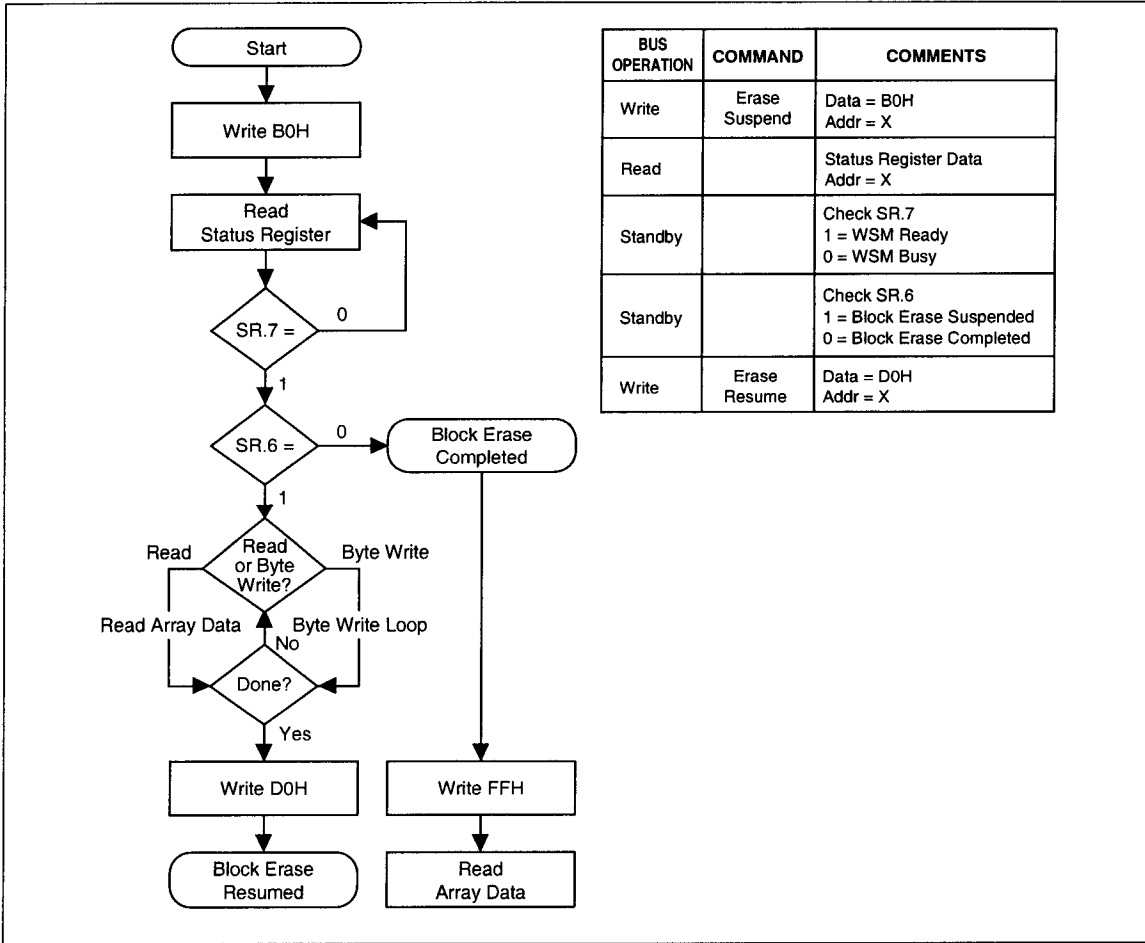 Start
Write B0H
Read
Status Register
SR.7 =
0
1
SR.6 =
0
Block Erase
Completed
1
Read
Read
or Byte
Write?
Byte Write
Read Array Data
Byte Write Loop
No
Done?
Yes
Write D0H
Write FFH
Block Erase
Resumed
Read
Array Data
BUS
OPERATION
COMMAND
COMMENTS
Write
Erase
Suspend
Data = B0H
Addr = X
Read
Status Register Data
Addr = X
Standby
Check SR.7
1 = WSM Ready
0 = WSM Busy
Standby
Check SR.6
1 = Block Erase Suspended
0 = Block Erase Completed
Write
Erase
Resume
Data = D0H
Addr = X